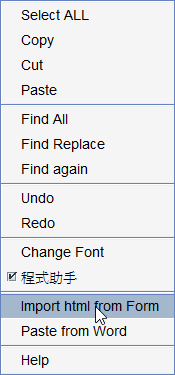 Select ALL
Copy
Cut
Paste
Find All
Find Replace
Find again
Undo
Redo
Change Font
程式助手
Import html from Form
Paste from Word
Help